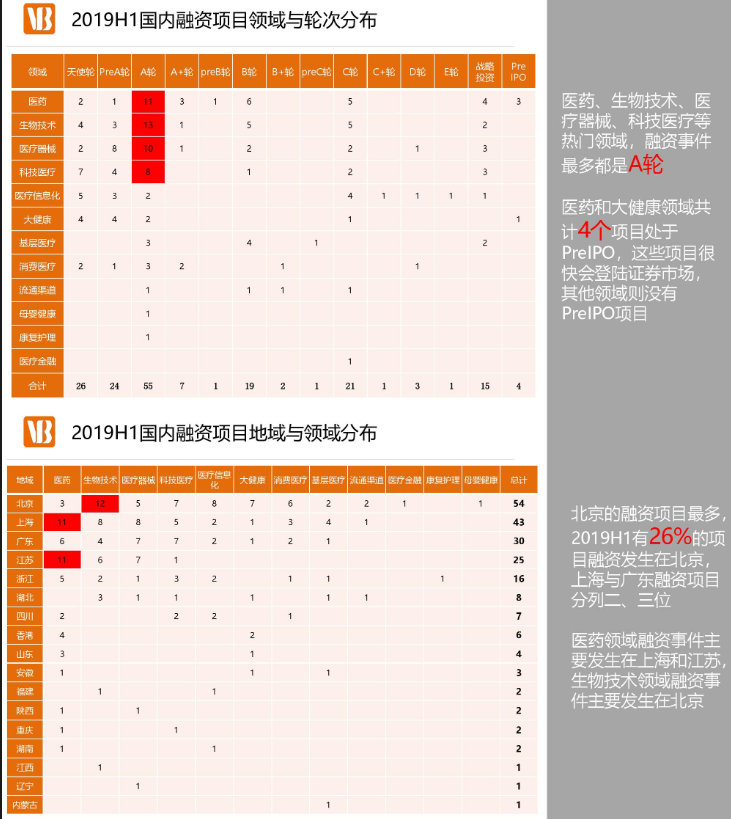 VB
2019H1国内融资项目领域与轮次分布
领域 天使轮 PreA轮 A轮 A+轮 preB轮 B轮 B+轮 preC轮 C轮 C+轮 D轮 E轮 战略投资 Pre IPO
医药 2 1 11 3 1 6 5 4 3
生物技术 4 3 13 1 5 5 2
医疗器械 2 8 10 1 2 2 1 3
科技医疗 7 4 8 1 2 3
医疗信息化 5 3 2 4 1 1 1 1
大健康 4 4 2 1 1
基层医疗 3 4 1 2
消费医疗 2 1 3 2 1 1
流通渠道 1 1 1 1
母婴健康 1
康复护理 1
医疗金融 1
合计 26 24 55 7 1 19 2 1 21 1 3 1 15 4
医药、生物技术、医
疗器械、科技医疗等
热门领域，融资事件
最多都是A轮
医药和大健康领域共
计4个项目处于
PreIPO，这些项目很
快会登陆证券市场，
其他领域则没有
PreIPO项目
VB
2019H1国内融资项目地域与领域分布
地域 医药 生物技术 医疗器械 科技医疗 医疗信息化 大健康 消费医疗 基层医疗 流通渠道 医疗金融 康复护理 母婴健康 总计
北京 3 12 5 7 8 7 6 2 2 1 1 54
上海 11 8 8 5 2 1 3 4 1 43
广东 6 4 7 7 2 1 2 1 30
江苏 11 6 7 1 25
浙江 5 2 1 3 2 1 1 1 16
湖北 3 1 1 1 1 1 8
四川 2 2 2 1 7
香港 4 2 6
山东 3 1 4
安徽 1 1 1 3
福建 1 1 2
陕西 1 1 2
重庆 1 1 2
湖南 1 1 2
江西 1 1
辽宁 1 1
内蒙古 1 1
北京的融资项目最多，
2019H1有26%的项
目融资发生在北京，
上海与广东融资项目
分列二、三位
医药领域融资事件主
要发生在上海和江苏，
生物技术领域融资事
件主要发生在北京